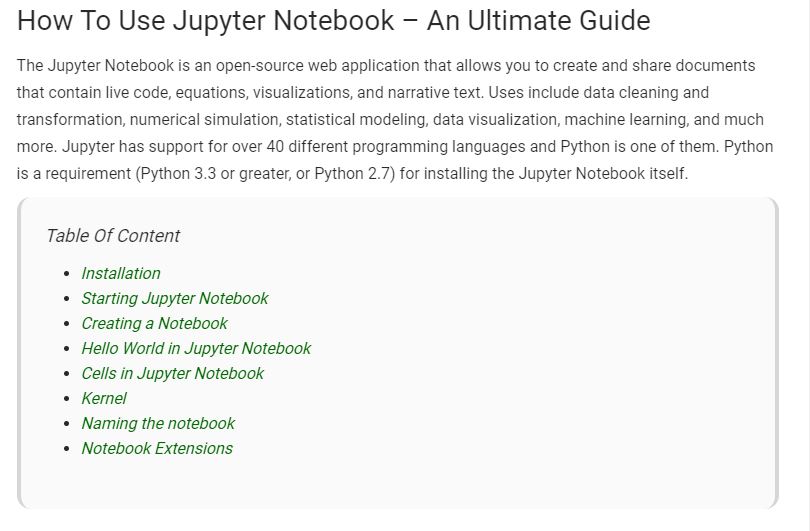 How To Use Jupyter Notebook – An Ultimate Guide
The Jupyter Notebook is an open-source web application that allows you to create and share documents
that contain live code, equations, visualizations, and narrative text. Uses include data cleaning and
transformation, numerical simulation, statistical modeling, data visualization, machine learning, and much
more. Jupyter has support for over 40 different programming languages and Python is one of them. Python
is a requirement (Python 3.3 or greater, or Python 2.7) for installing the Jupyter Notebook itself.
Table Of Content
• Installation
• Starting Jupyter Notebook
• Creating a Notebook
• Hello World in Jupyter Notebook
• Cells in Jupyter Notebook
• Kernel
• Naming the notebook
• Notebook Extensions